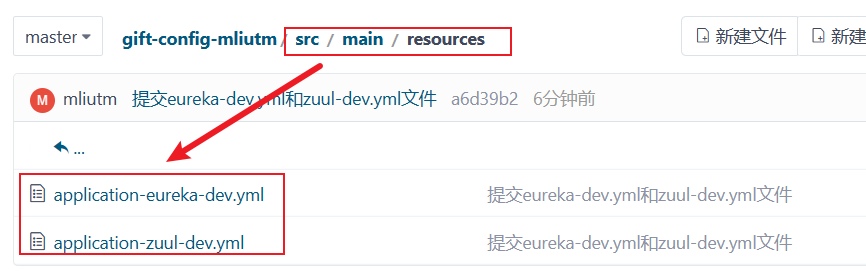 master gift-config-mliutm / src / main / resources 新建文件 新建
M mliutm 提交eureka-dev.yml和zuul-dev.yml文件 a6d39b2 6分钟前
...
application-eureka-dev.yml 提交eureka-dev.yml和zuul-dev.yml文件
application-zuul-dev.yml 提交eureka-dev.yml和zuul-dev.yml文件